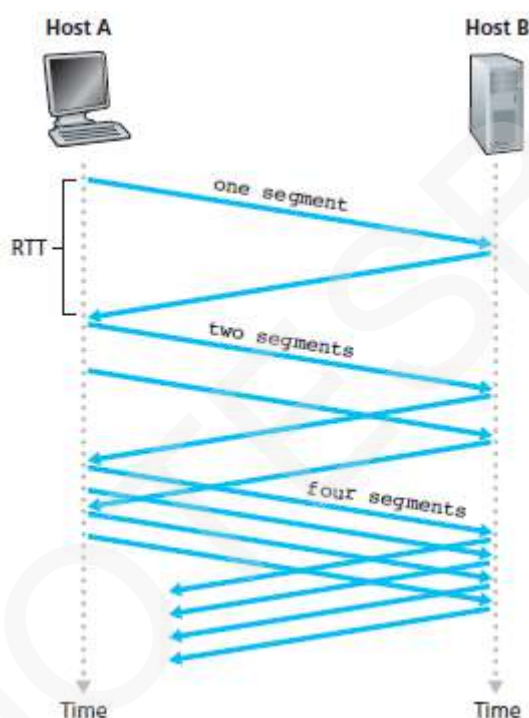 Host A
Host B
one segment
RTT
two segments
four segments
Time
Time